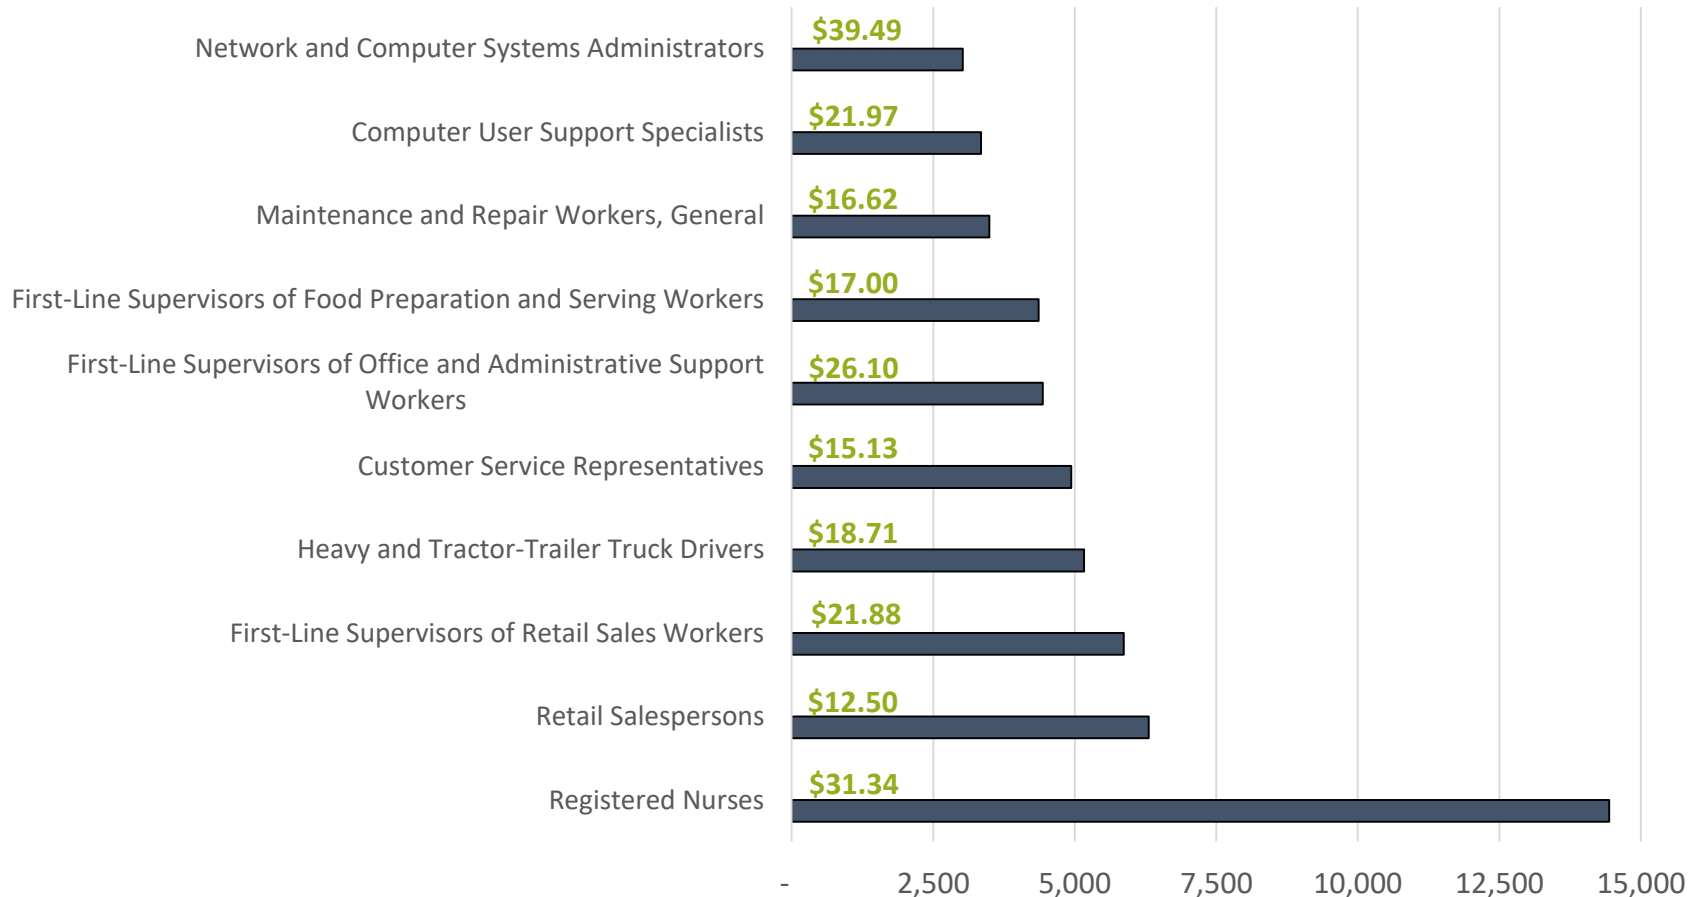 $39.49
Network and Computer Systems Administrators
$21.97
Computer User Support Specialists
$16.62
Maintenance and Repair Workers, General
$17.00
First-Line Supervisors of Food Preparation and Serving Workers
First-Line Supervisors of Office and Administrative Support
Workers
$26.10
$15.13
Customer Service Representatives
$18.71
Heavy and Tractor-Trailer Truck Drivers
$21.88
First-Line Supervisors of Retail Sales Workers
$12.50
Retail Salespersons
$31.34
Registered Nurses
- 2,500 5,000 7,500 10,000 12,500 15,000